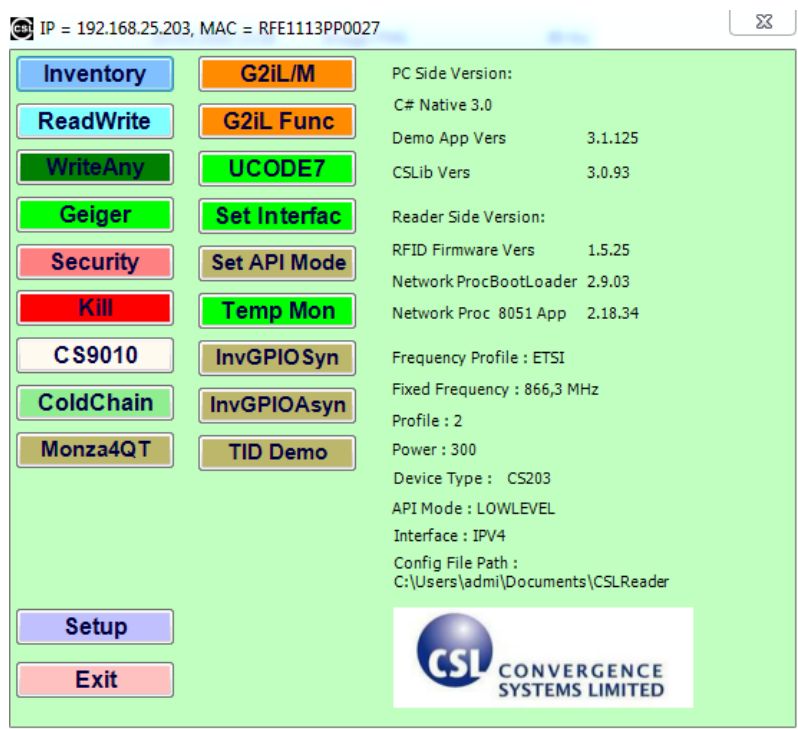 CSL IP = 192.168.25.203, MAC = RFE1113PP0027
Inventory
ReadWrite
WriteAny
Geiger
Security
Kill
CS9010
ColdChain
Monza4QT
G2iL/M
G2iL Func
UCODE7
Set Interfac
Set API Mode
Temp Mon
InvGPIOSyn
InvGPIOAsyn
TID Demo
Setup
Exit
PC Side Version:
C# Native 3.0
Demo App Vers 3.1.125
CSLib Vers 3.0.93
Reader Side Version:
RFID Firmware Vers 1.5.25
Network ProcBootLoader 2.9.03
Network Proc 8051 App 2.18.34
Frequency Profile : ETSI
Fixed Frequency : 866,3 MHz
Profile : 2
Power : 300
Device Type : CS203
API Mode : LOWLEVEL
Interface : IPV4
Config File Path :
C:\Users\admi\Documents\CSLReader
CSL CONVERGENCE
SYSTEMS LIMITED